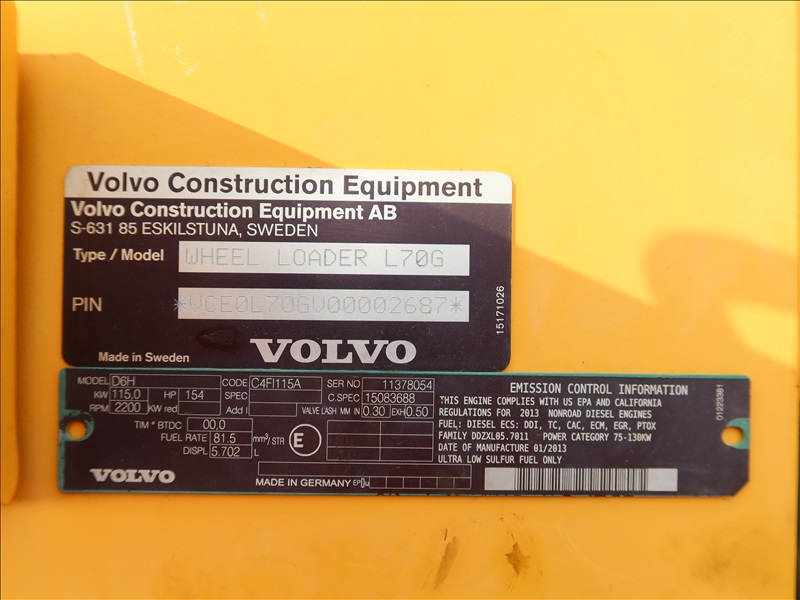 Volvo Construction Equipment
Volvo Construction Equipment AB
S-631 85 ESKILSTUNA, SWEDEN
Type / Model WHEEL LOADER L70G
PIN *VCE0L70GV00002687*
15171026
Made in Sweden VOLVO
MODEL D6H CODE C4FI115A SER NO 11378054
KW 115.0 HP 154 SPEC C.SPEC 15083688
RPM 2200 KW red Add I VALVE LASH MM IN 0.30 EXH 0.50
TIM ° BTDC 00.0
FUEL RATE 81.5 mm³/STR E
DISPL 5.702 L
VOLVO
MADE IN GERMANY
EMISSION CONTROL INFORMATION
THIS ENGINE COMPLIES WITH US EPA AND CALIFORNIA
REGULATIONS FOR 2013 NONROAD DIESEL ENGINES
FUEL: DIESEL ECS: DDI, TC, CAC, ECM, EGR, PTOX
FAMILY DDZXL05.7011 POWER CATEGORY 75-130KW
DATE OF MANUFACTURE 01/2013
ULTRA LOW SULFUR FUEL ONLY
01223381